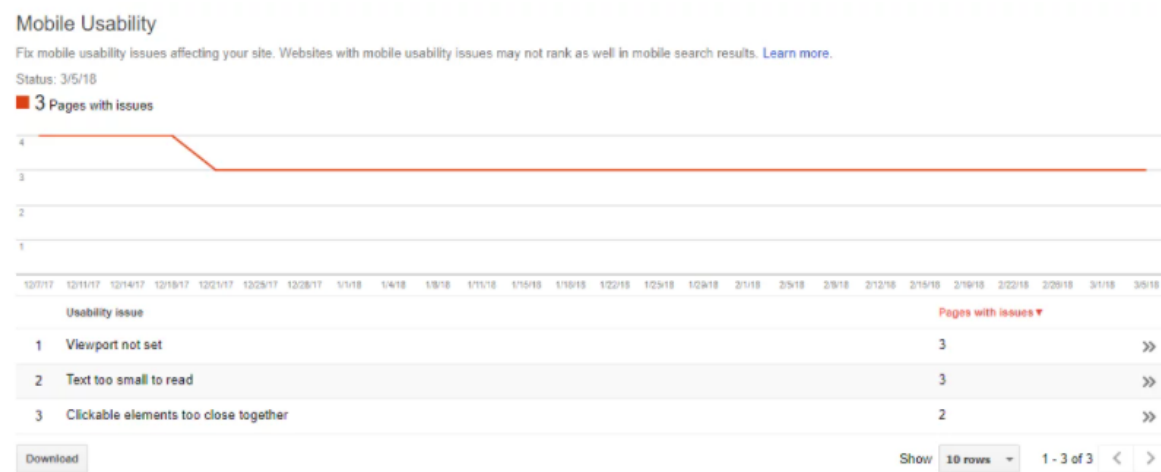 Mobile Usability
Fix mobile usability issues affecting your site. Websites with mobile usability issues may not rank as well in mobile search results. Learn more.
Status: 3/5/18
3 Pages with issues
4
3
2
1
12/7/17 12/11/17 12/14/17 12/18/17 12/21/17 12/25/17 12/28/17 1/1/18 1/4/18 1/8/18 1/11/18 1/15/18 1/18/18 1/22/18 1/25/18 1/29/18 2/1/18 2/5/18 2/8/18 2/12/18 2/15/18 2/19/18 2/22/18 2/26/18 3/1/18 3/5/18
Usability issue Pages with issues▼
1 Viewport not set 3 »
2 Text too small to read 3 »
3 Clickable elements too close together 2 »
Download Show 10 rows 1 - 3 of 3 < >